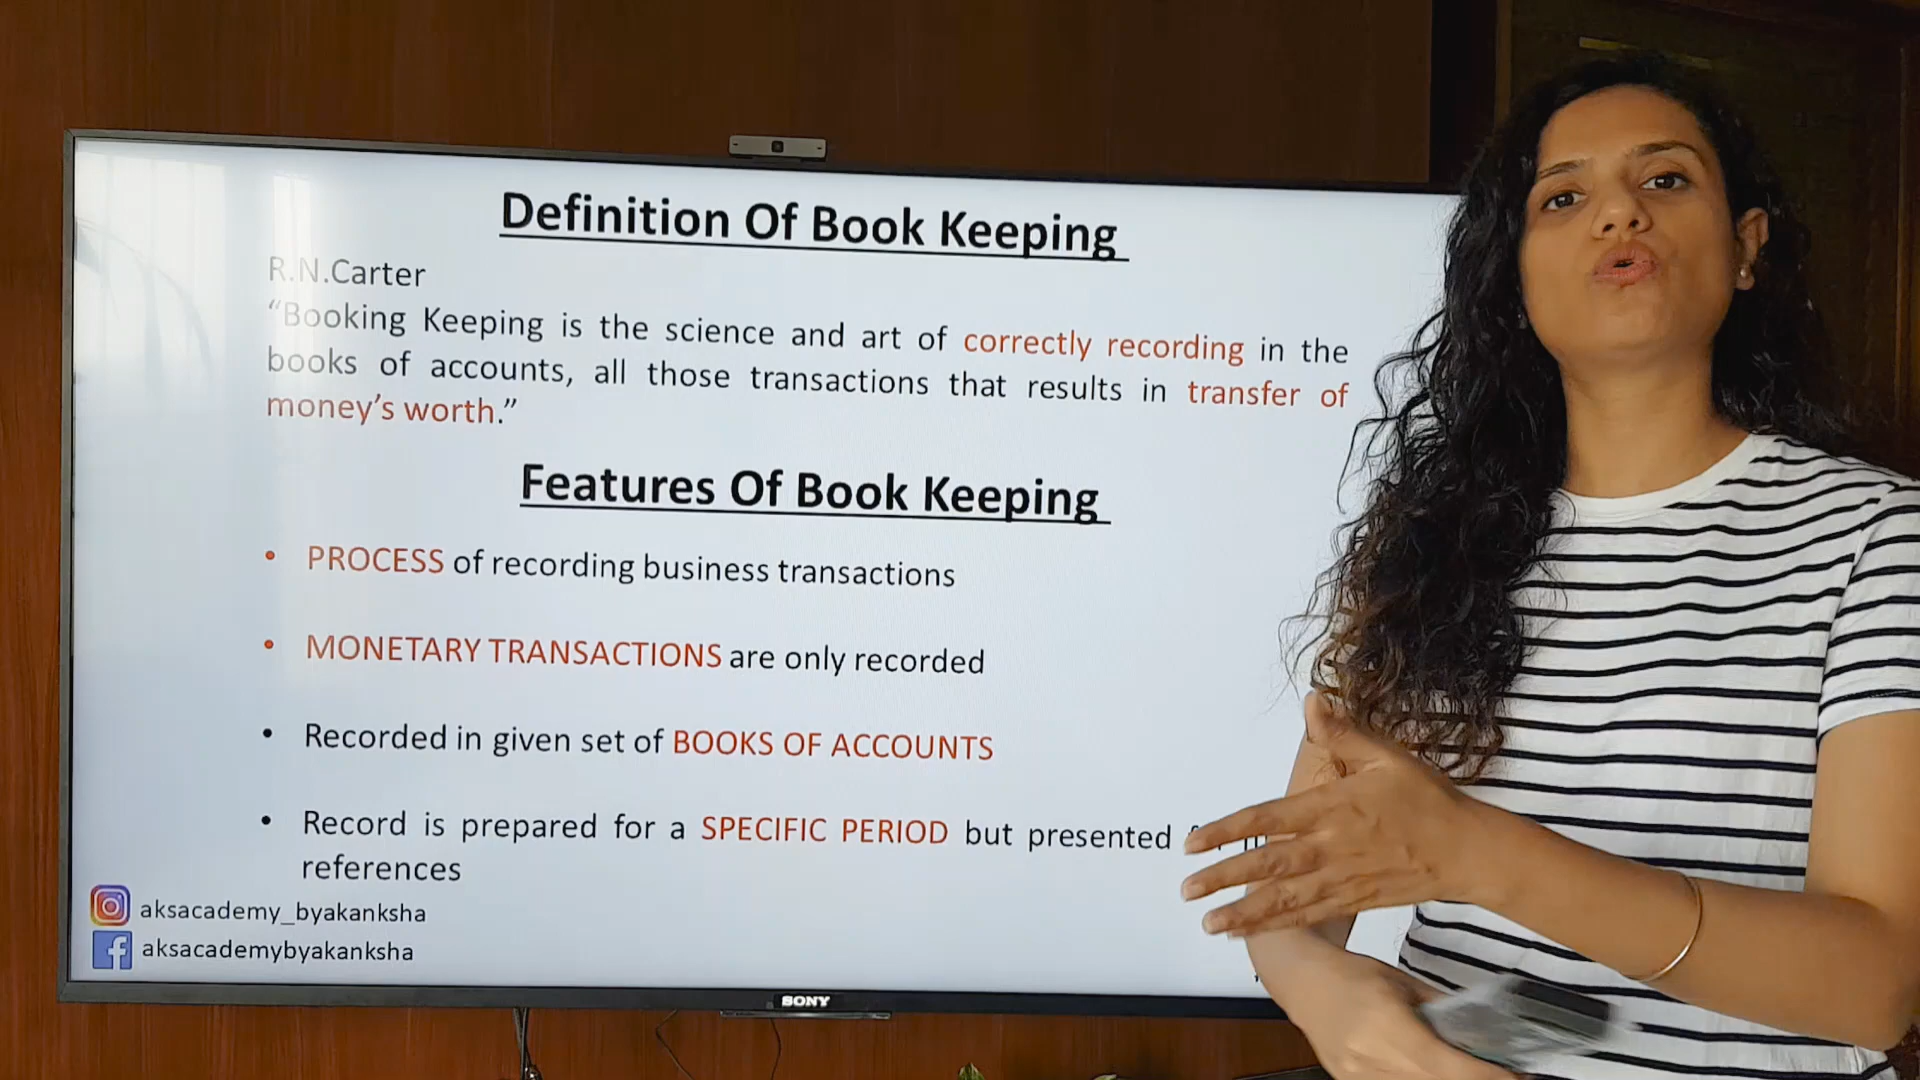 Definition Of Book Keeping
R.N.Carter
“Booking Keeping is the science and art of correctly recording in the
books of accounts, all those transactions that results in transfer of
money’s worth.”
Features Of Book Keeping
• PROCESS of recording business transactions
• MONETARY TRANSACTIONS are only recorded
• Recorded in given set of BOOKS OF ACCOUNTS
• Record is prepared for a SPECIFIC PERIOD but presented
references
aksacademy_byakanksha
aksacademybyakanksha
SONY